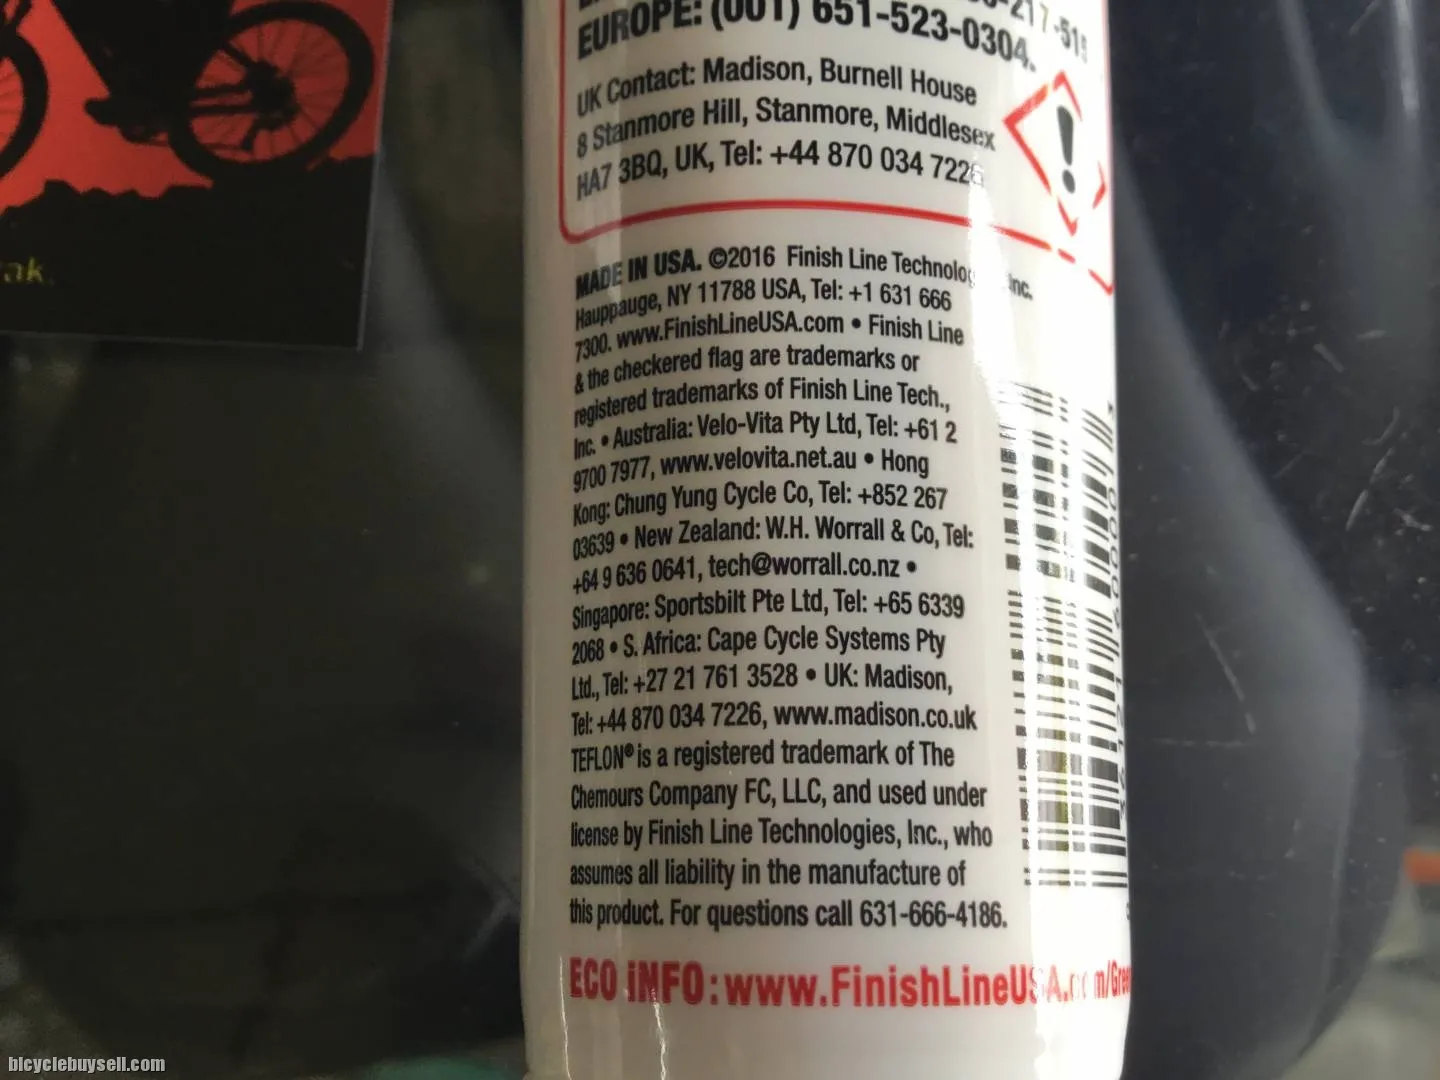 EUROPE: (001) 651-523-0304.
UK Contact: Madison, Burnell House
8 Stanmore Hill, Stanmore, Middlesex
HA7 3BQ, UK, Tel: +44 870 034 7226
MADE IN USA. ©2016 Finish Line Inc.
Hauppauge, NY 11788 USA, Tel: +1 631 666
7300. www.FinishLineUSA.com • Finish Line
& the checkered flag are trademarks or
registered trademarks of Finish Line Tech.,
Inc. • Australia: Velo-Vita Pty Ltd, Tel: +61 2
9700 7977, www.velovita.net.au • Hong
Kong: Chung Yung Cycle Co, Tel: +852 267
03639 • New Zealand: W.H. Worrall & Co, Tel:
+64 9 636 0641, tech@worrall.co.nz •
Singapore: Sportsbilt Pte Ltd, Tel: +65 6339
2068 • S. Africa: Cape Cycle Systems Pty
Ltd., Tel: +27 21 761 3528 • UK: Madison,
Tel: +44 870 034 7226, www.madison.co.uk
TEFLON® is a registered trademark of The
Chemours Company FC, LLC, and used under
license by Finish Line Technologies, Inc., who
assumes all liability in the manufacture of
this product. For questions call 631-666-4186.
ECO iNFO: www.FinishLineUSA.com/Gree
bicyclebuysell.com